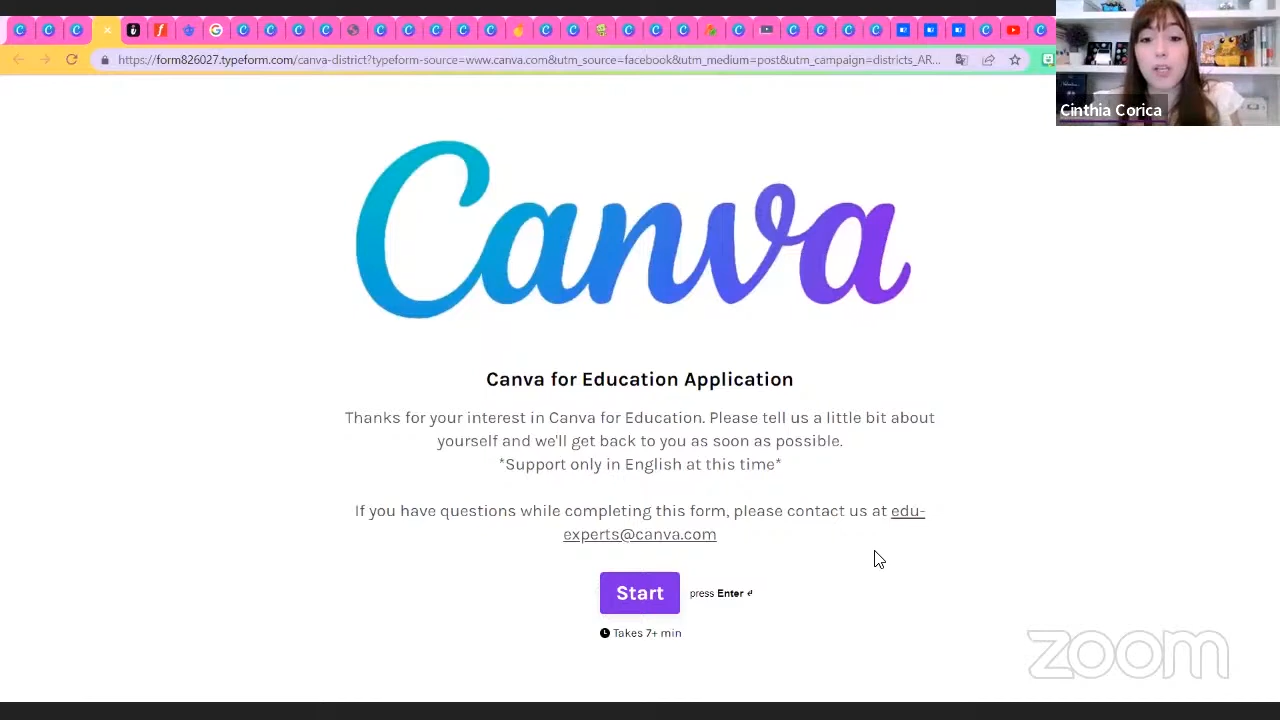 https://form826027.typeform.com/canva-district?typeform-source=www.canva.com&utm_source=facebook&utm_medium=post&utm_campaign=districts_AR...
Cinthia Corica
Canva
Canva for Education Application
Thanks for your interest in Canva for Education. Please tell us a little bit about
yourself and we'll get back to you as soon as possible.
*Support only in English at this time*
If you have questions while completing this form, please contact us at edu-
experts@canva.com
Start press Enter ↵
Takes 7+ min
zoom